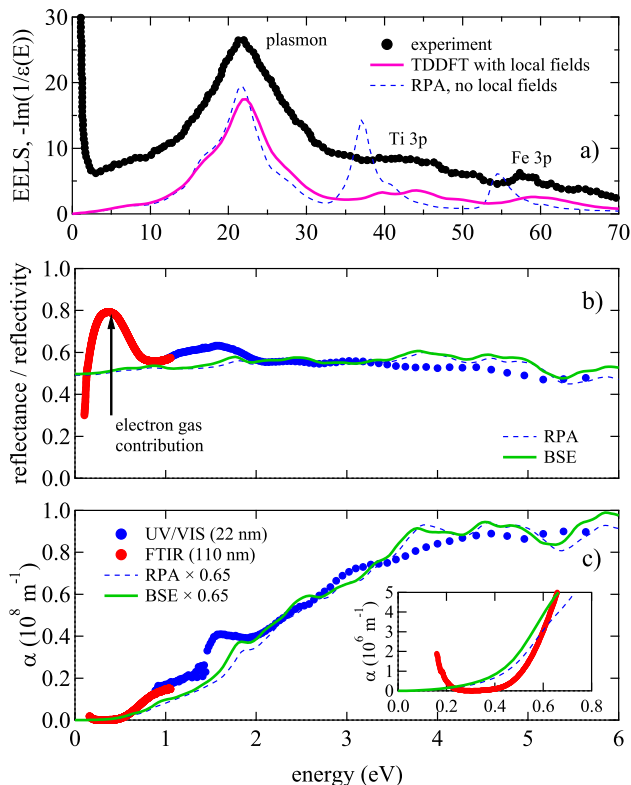 30
20
10
0
EELS, -Im(1/ε(E))
plasmon
experiment
TDDFT with local fields
RPA, no local fields
Ti 3p
Fe 3p
a)
0 10 20 30 40 50 60 70
1.0
0.8
0.6
0.4
0.2
0.0
reflectance / reflectivity
b)
electron gas
contribution
RPA
BSE
1.0
0.8
0.6
0.4
0.2
0.0
α (10⁸ m⁻¹)
UV/VIS (22 nm)
FTIR (110 nm)
RPA × 0.65
BSE × 0.65
c)
5
4
3
2
1
0
α (10⁶ m⁻¹)
0.0 0.2 0.4 0.6 0.8
0 1 2 3 4 5 6
energy (eV)